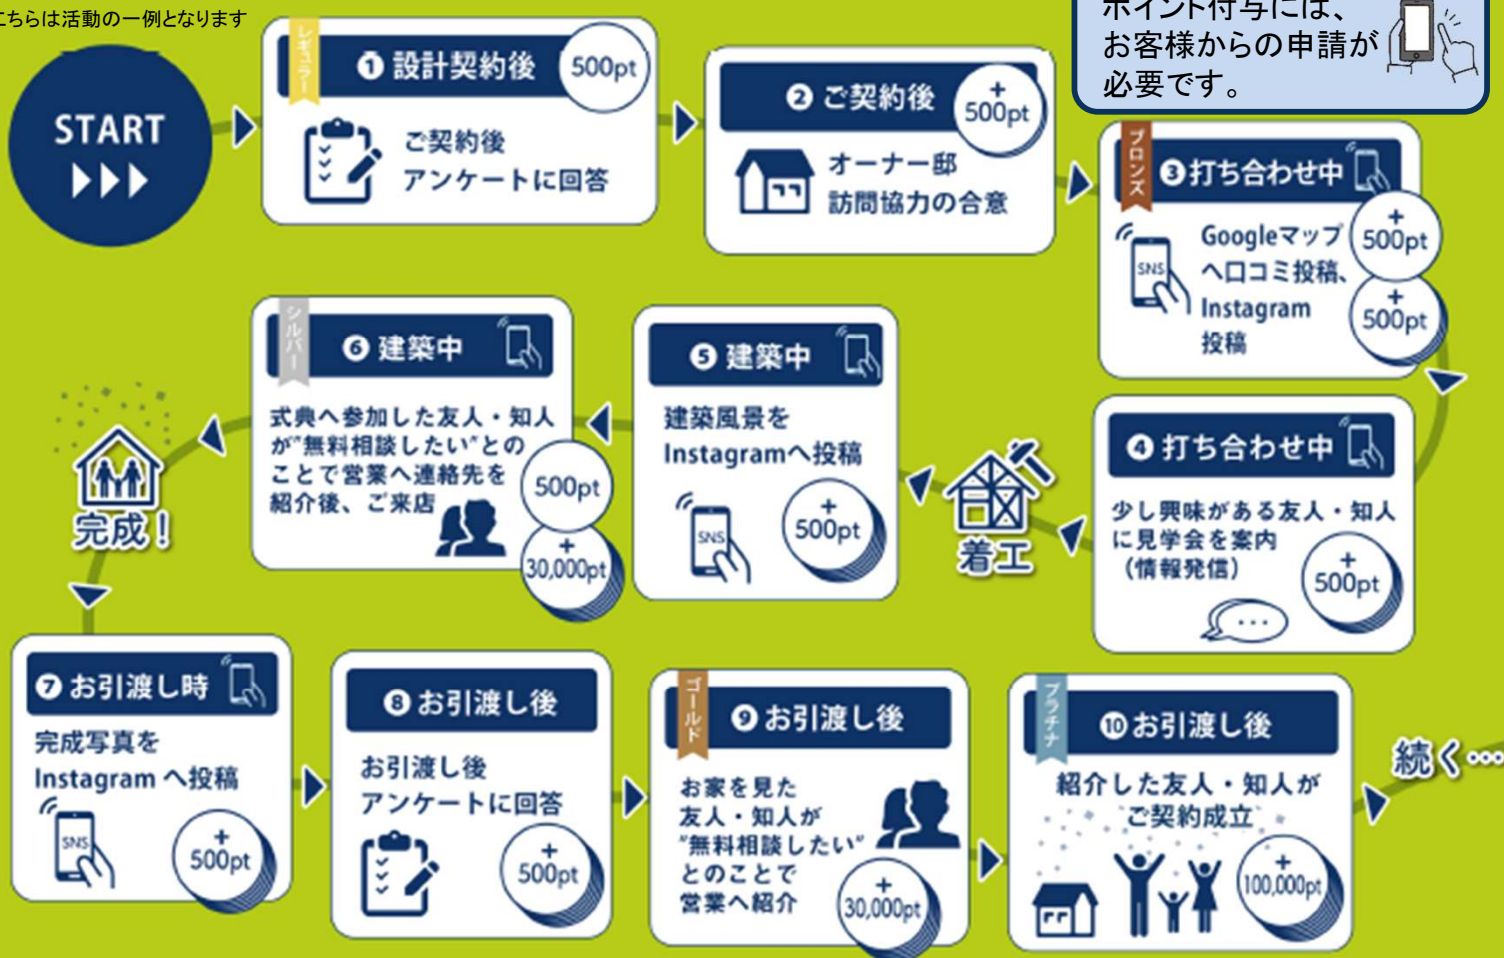 こちらは活動の一例となります
ポイント付与には、
お客様からの申請が
必要です。
START
レギュラー
❶ 設計契約後
500pt
ご契約後
アンケートに回答
❷ ご契約後
+
500pt
オーナー邸
訪問協力の合意
ブロンズ
❸打ち合わせ中
SNS
Googleマップ
へ口コミ投稿、
Instagram
投稿
+
500pt
+
500pt
❹ 打ち合わせ中
少し興味がある友人・知人
に見学会を案内
（情報発信）
+
500pt
着工
❺ 建築中
建築風景を
Instagramへ投稿
SNS
+
500pt
シルバー
❻ 建築中
式典へ参加した友人・知人
が"無料相談したい"との
ことで営業へ連絡先を
紹介後、ご来店
500pt
+
30,000pt
完成！
❼ お引渡し時
完成写真を
Instagram へ投稿
SNS
+
500pt
❽ お引渡し後
お引渡し後
アンケートに回答
+
500pt
ゴールド
❾ お引渡し後
お家を見た
友人・知人が
"無料相談したい"
とのことで
営業へ紹介
+
30,000pt
プラチナ
❿お引渡し後
紹介した友人・知人が
ご契約成立
+
100,000pt
続く…